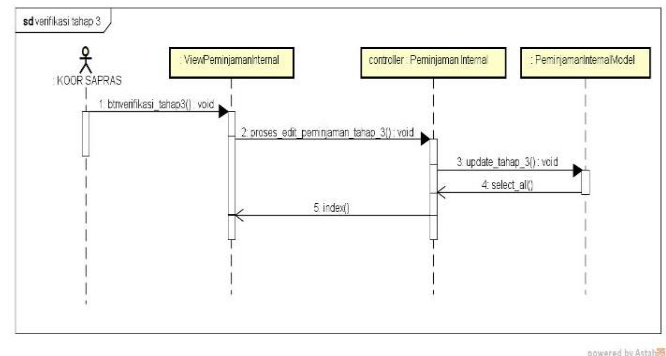 sd verifikasi tahap 3
: KOOR SAPRAS
: ViewPeminjamanInternal
controller : Peminjaman Internal
: PeminjamanInternalModel
1: btnverifikasi_tahap3() : void
2: proses_edit_peminjaman_tahap_3() : void
3: update_tahap_3() : void
4: select_all()
5: index()
powered by Astah